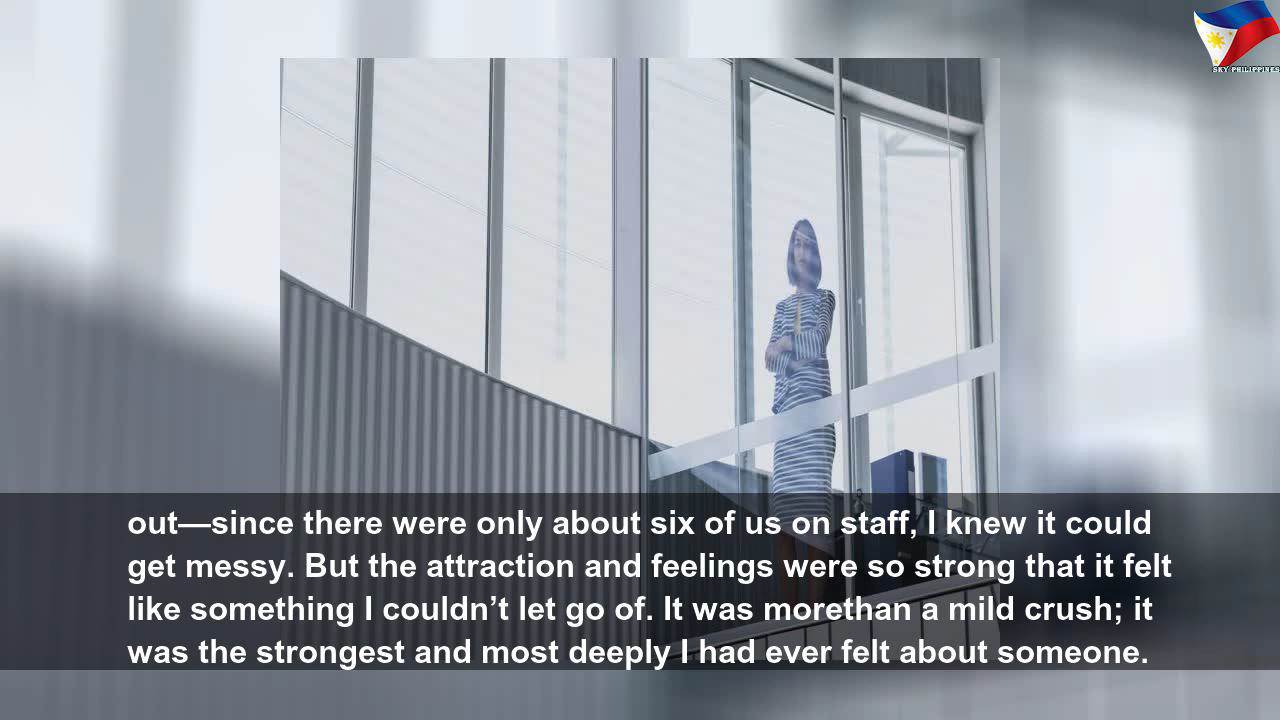 SKY PHILIPPINES
out—since there were only about six of us on staff, I knew it could
get messy. But the attraction and feelings were so strong that it felt
like something I couldn’t let go of. It was morethan a mild crush; it
was the strongest and most deeply I had ever felt about someone.